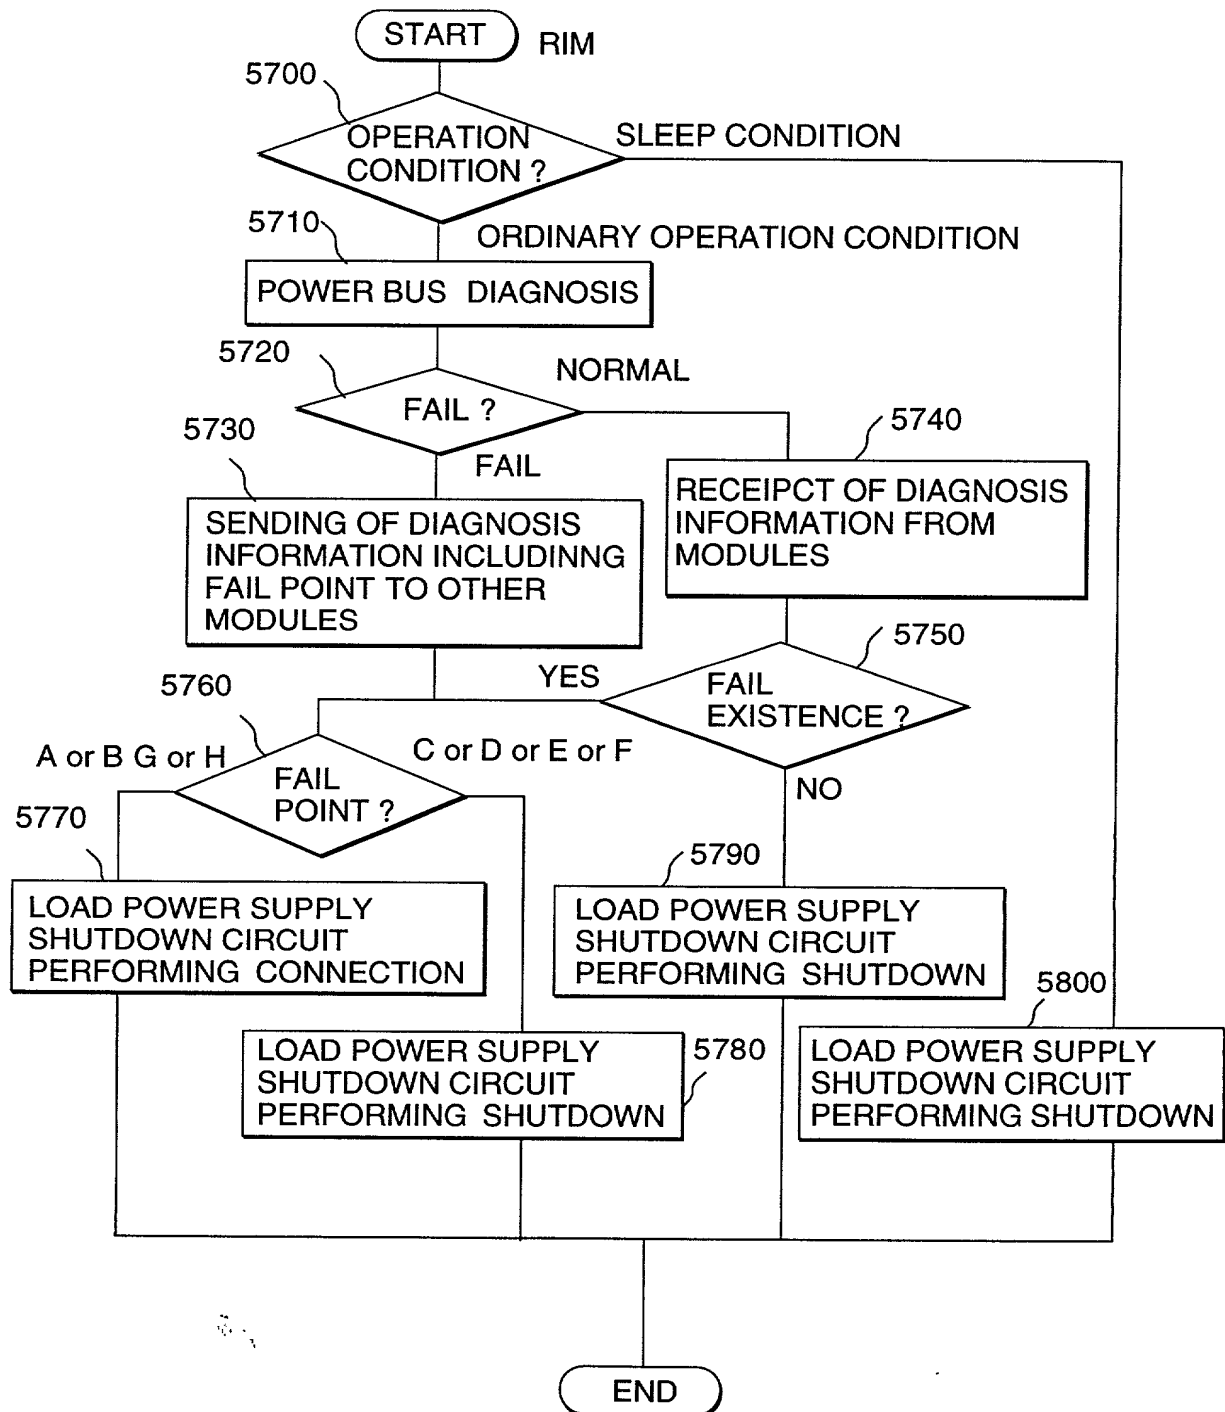 START
RIM
5700
OPERATION
CONDITION ?
SLEEP CONDITION
5710
ORDINARY OPERATION CONDITION
POWER BUS DIAGNOSIS
5720
NORMAL
FAIL ?
5730
FAIL
5740
SENDING OF DIAGNOSIS
INFORMATION INCLUDINNG
FAIL POINT TO OTHER
MODULES
RECEIPCT OF DIAGNOSIS
INFORMATION FROM
MODULES
5750
YES
FAIL
EXISTENCE ?
NO
5760
A or B G or H
C or D or E or F
FAIL
POINT ?
5770
LOAD POWER SUPPLY
SHUTDOWN CIRCUIT
PERFORMING CONNECTION
5790
LOAD POWER SUPPLY
SHUTDOWN CIRCUIT
PERFORMING SHUTDOWN
5780
LOAD POWER SUPPLY
SHUTDOWN CIRCUIT
PERFORMING SHUTDOWN
5800
LOAD POWER SUPPLY
SHUTDOWN CIRCUIT
PERFORMING SHUTDOWN
END